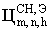 Ц^{СН, Э}_{m, n, h}